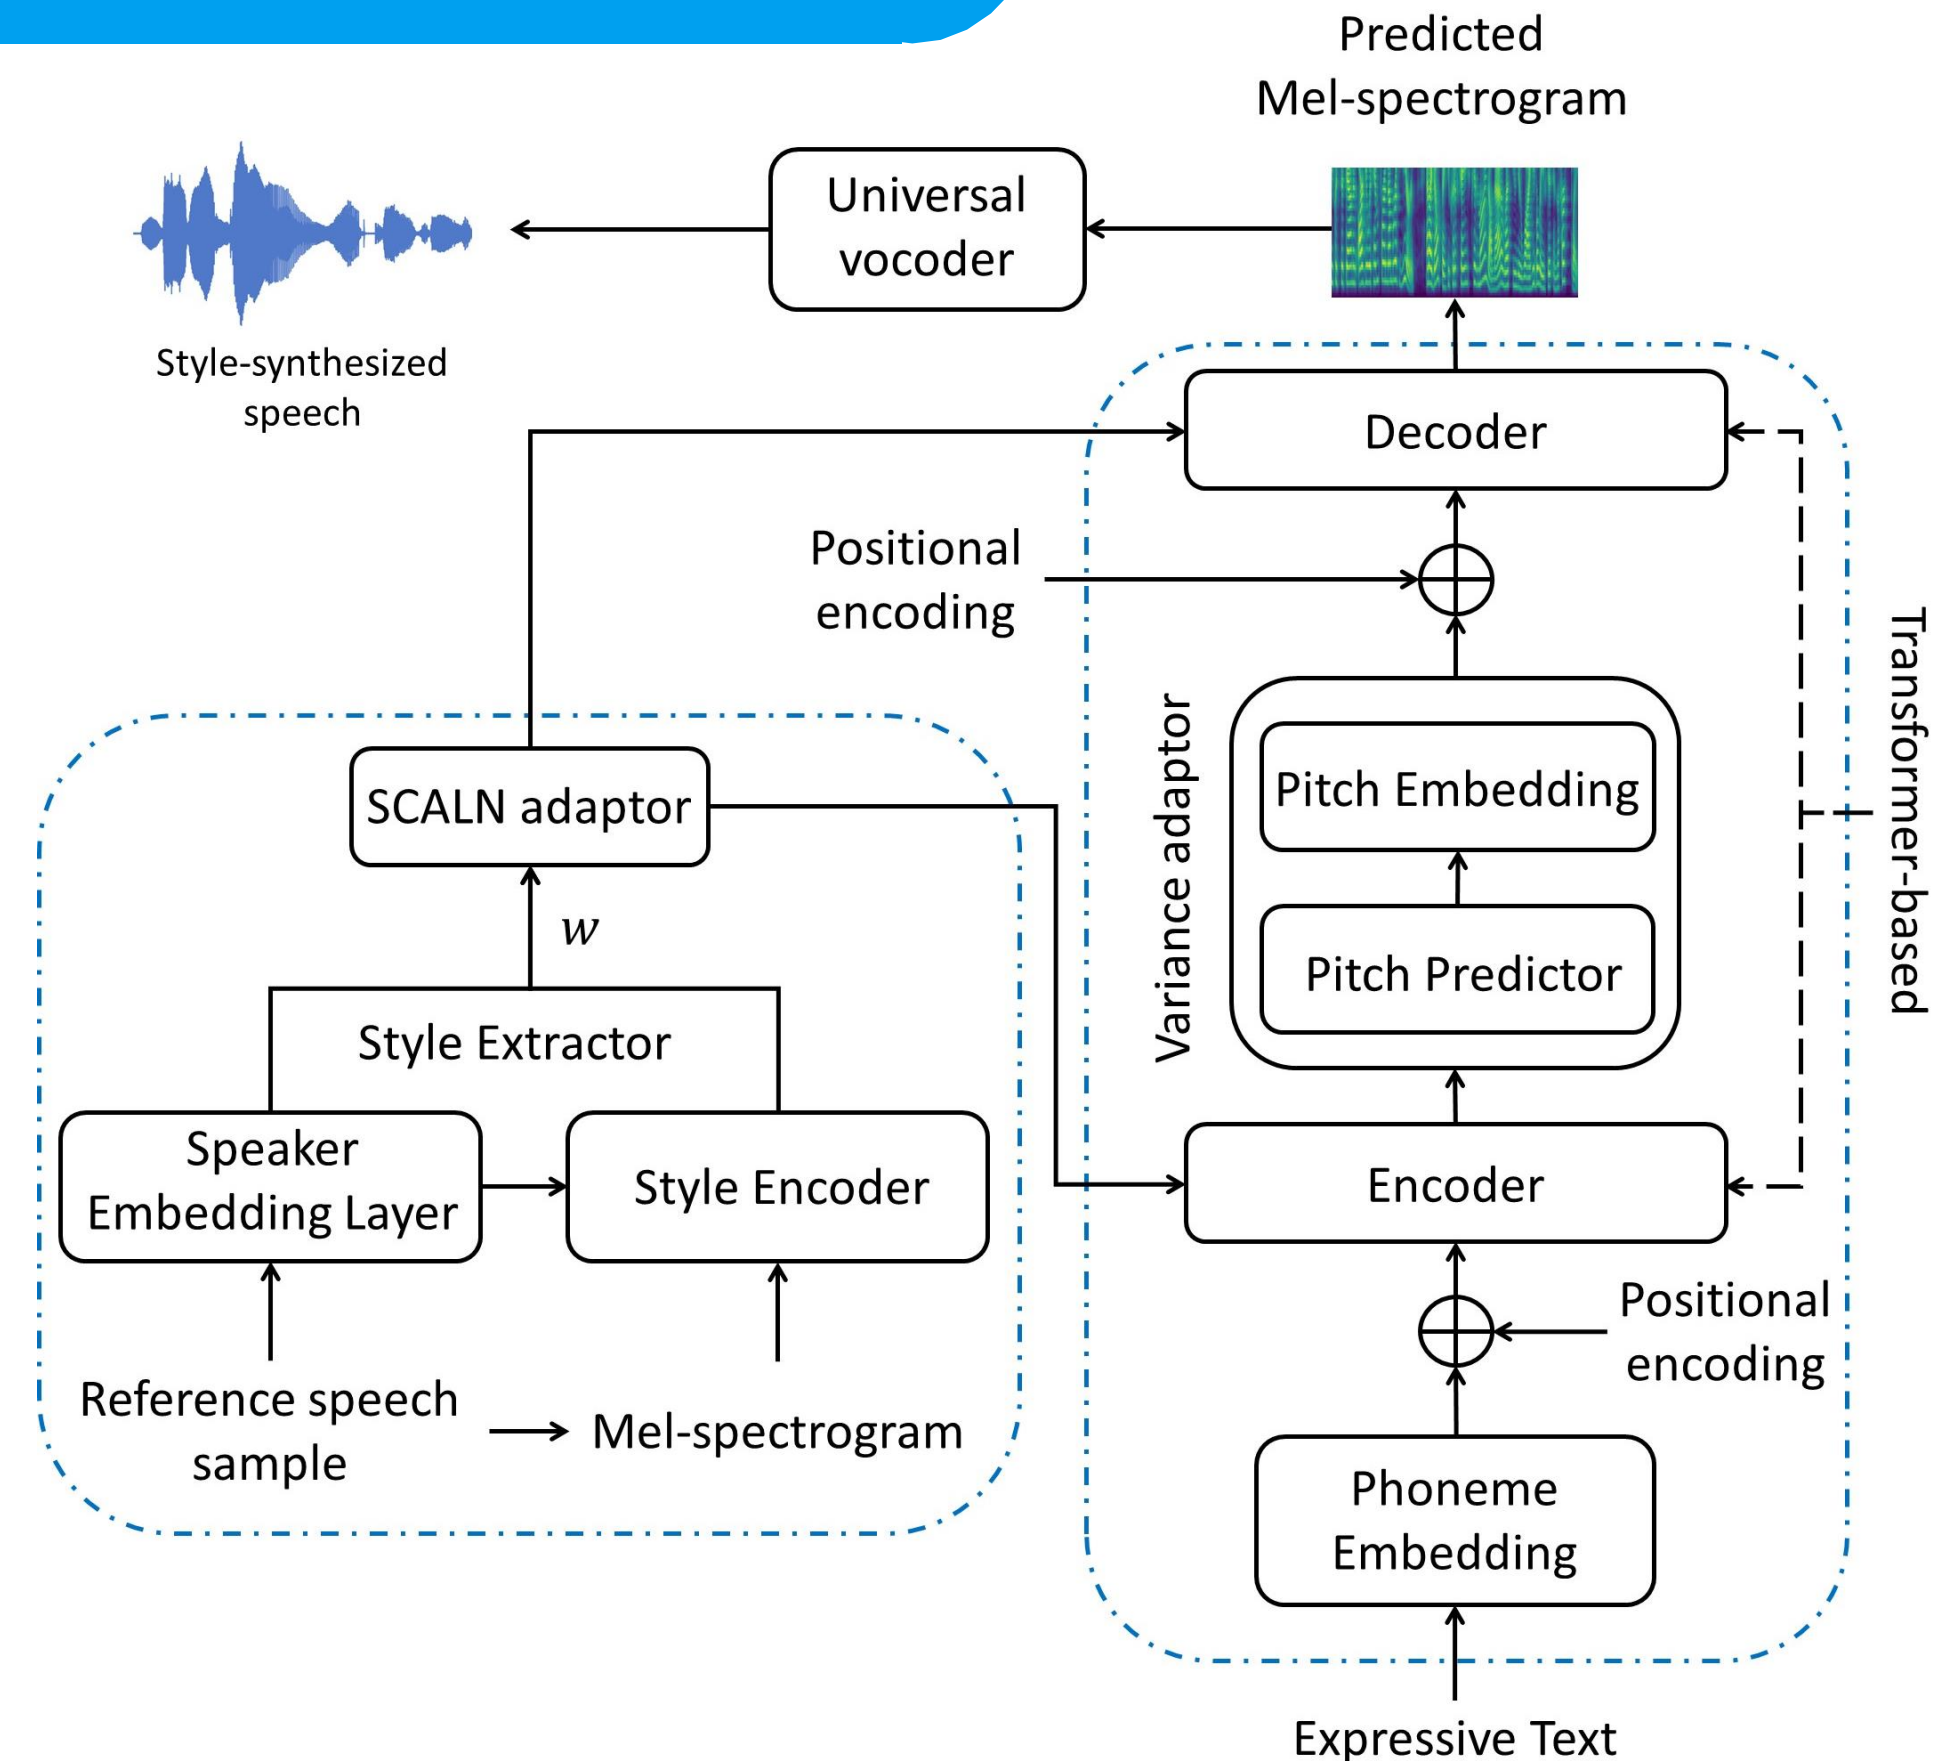 Predicted
Mel-spectrogram
Universal
vocoder
Style-synthesized
speech
Decoder
Positional
encoding
Transformer-based
Variance adaptor
Pitch Embedding
SCALN adaptor
w
Pitch Predictor
Style Extractor
Speaker
Embedding Layer
Style Encoder
Encoder
Positional
encoding
Reference speech
sample
Mel-spectrogram
Phoneme
Embedding
Expressive Text